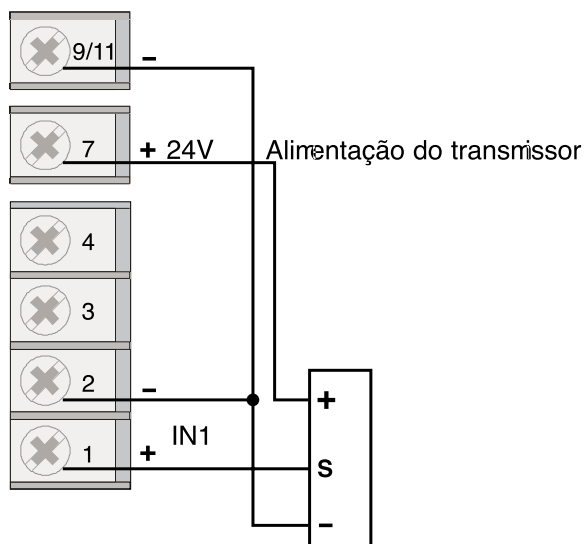 9/11 -
7 + 24V Alimentação do transmissor
4
3
2 - +
IN1
1 + S
-